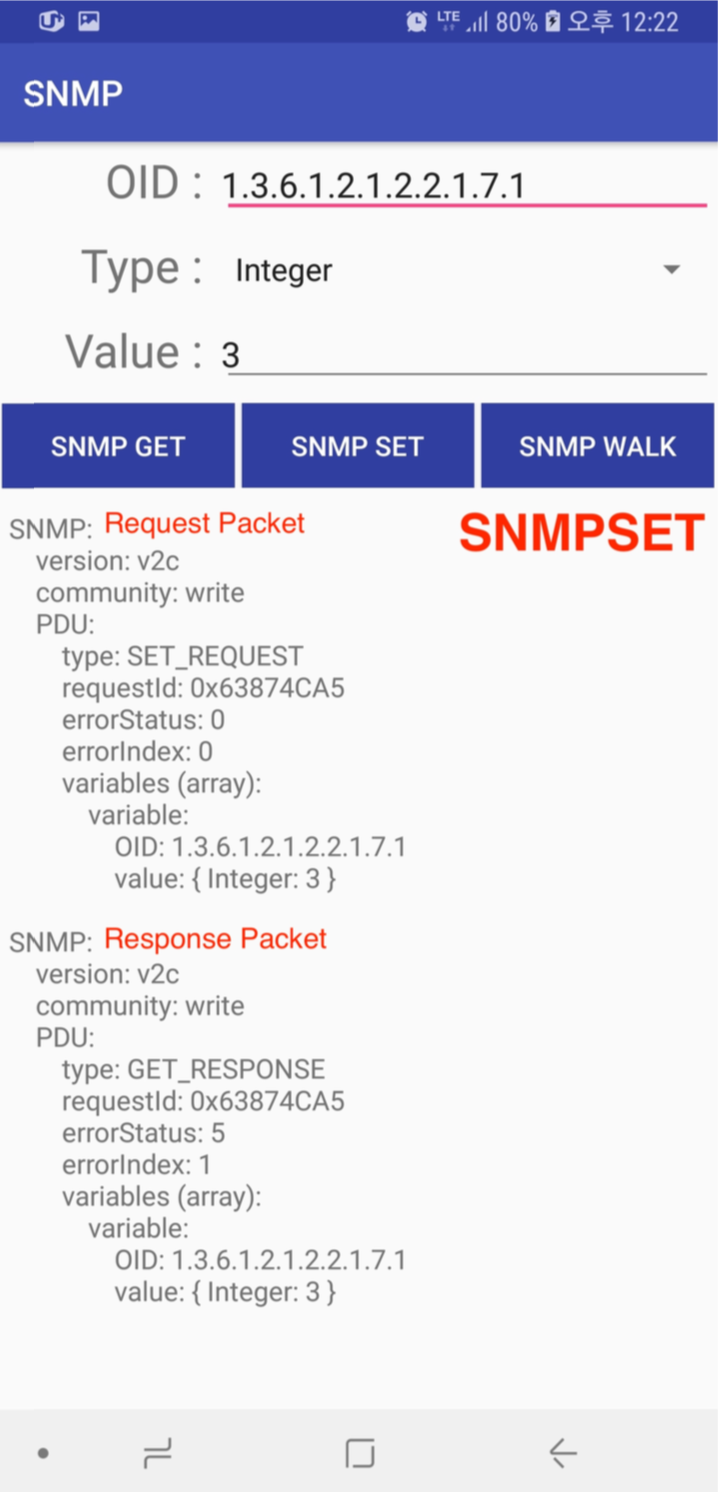 LTE 80% 오후 12:22
SNMP
OID : 1.3.6.1.2.1.2.2.1.7.1
Type : Integer
Value : 3
SNMP GET SNMP SET SNMP WALK
SNMP: Request Packet SNMPSET
version: v2c
community: write
PDU:
type: SET_REQUEST
requestId: 0x63874CA5
errorStatus: 0
errorIndex: 0
variables (array):
variable:
OID: 1.3.6.1.2.1.2.2.1.7.1
value: { Integer: 3 }
SNMP: Response Packet
version: v2c
community: write
PDU:
type: GET_RESPONSE
requestId: 0x63874CA5
errorStatus: 5
errorIndex: 1
variables (array):
variable:
OID: 1.3.6.1.2.1.2.2.1.7.1
value: { Integer: 3 }